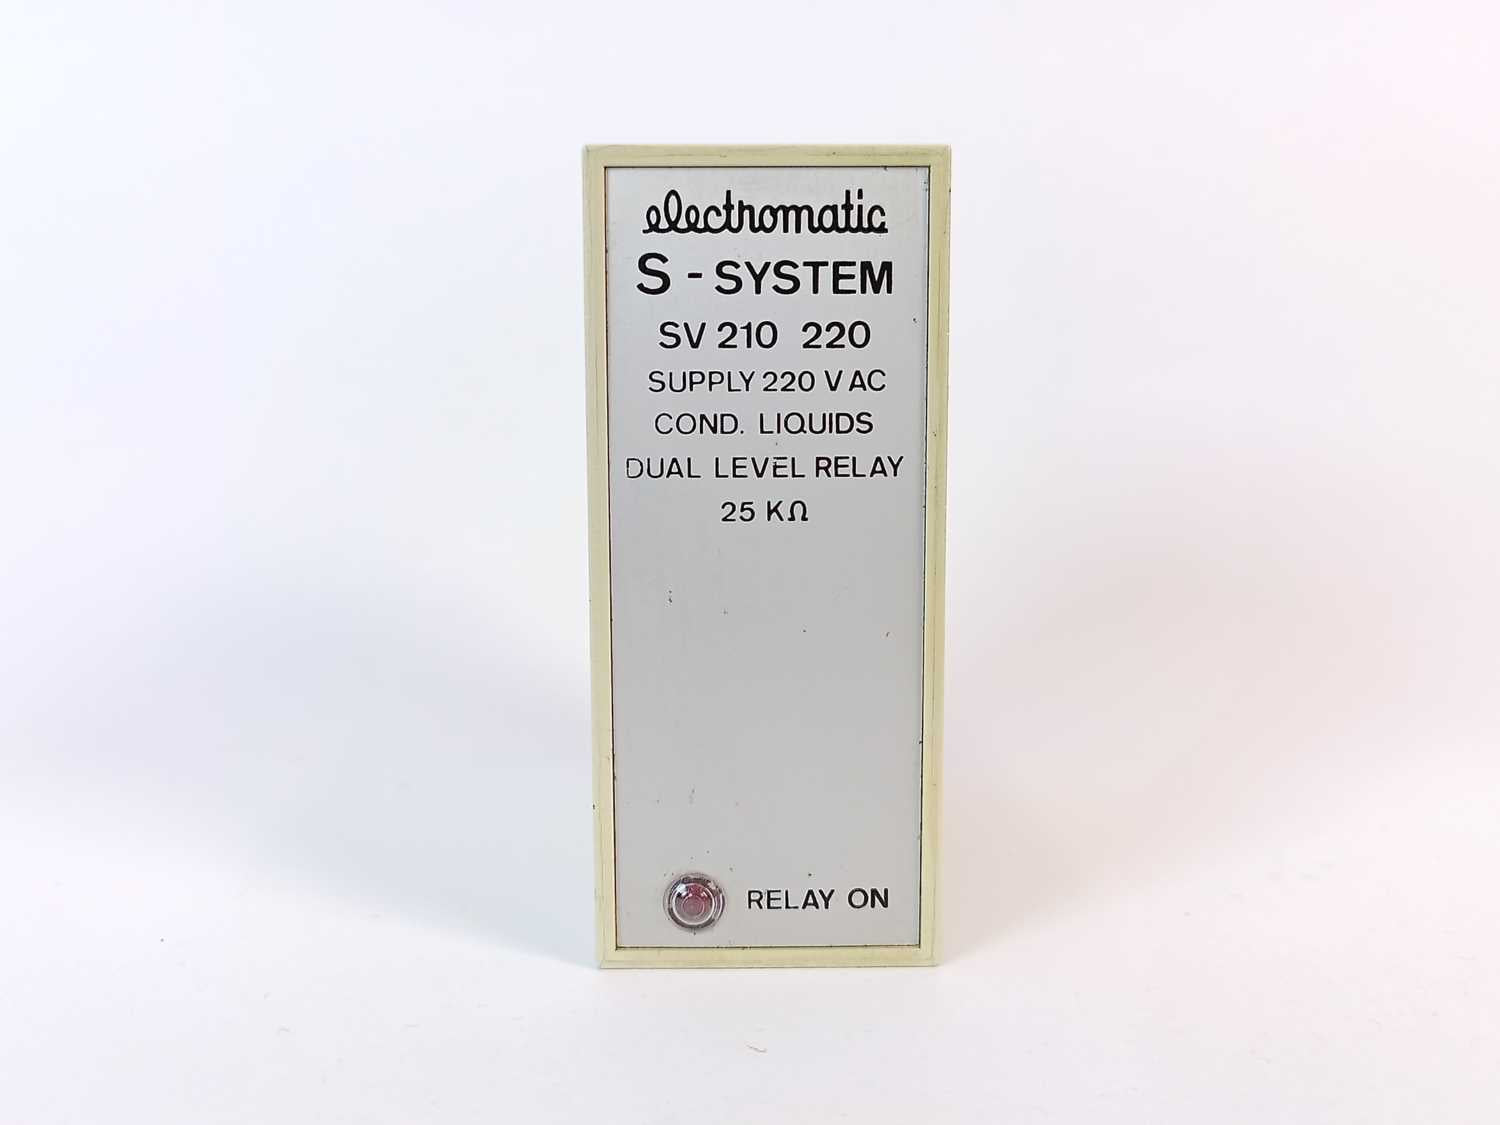 electromatic
S - SYSTEM
SV 210 220
SUPPLY 220 V AC
COND. LIQUIDS
DUAL LEVEL RELAY
25 KΩ
RELAY ON